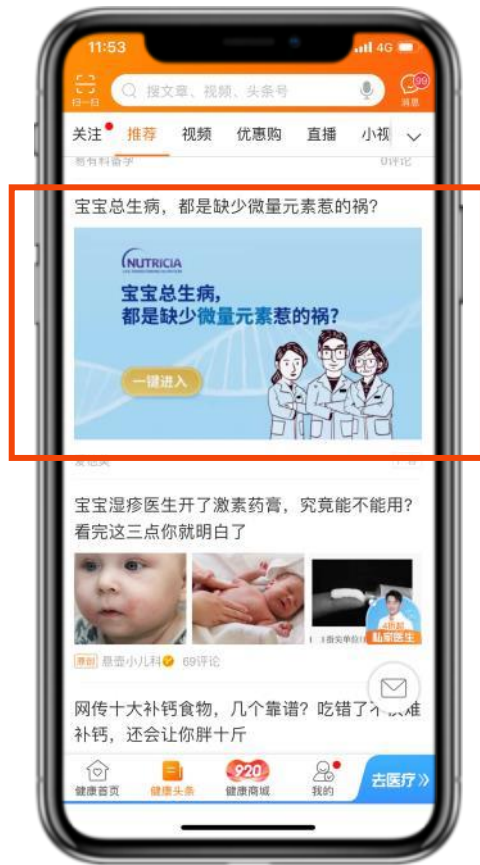 11:53
4G
扫一扫
搜文章、视频、头条号
99
消息
关注 推荐 视频 优惠购 直播 小视
易有料备孕
0评论
宝宝总生病，都是缺少微量元素惹的祸?
NUTRICIA
宝宝总生病，
都是缺少微量元素惹的祸?
一键进入
宝宝湿疹医生开了激素药膏，究竟能不能用?
看完这三点你就明白了
私家医生
原创 悬壶小儿科 69评论
网传十大补钙食物，几个靠谱？吃错了
补钙，还会让你胖十斤
920
健康首页 健康头条 健康商城 我的 去医疗》